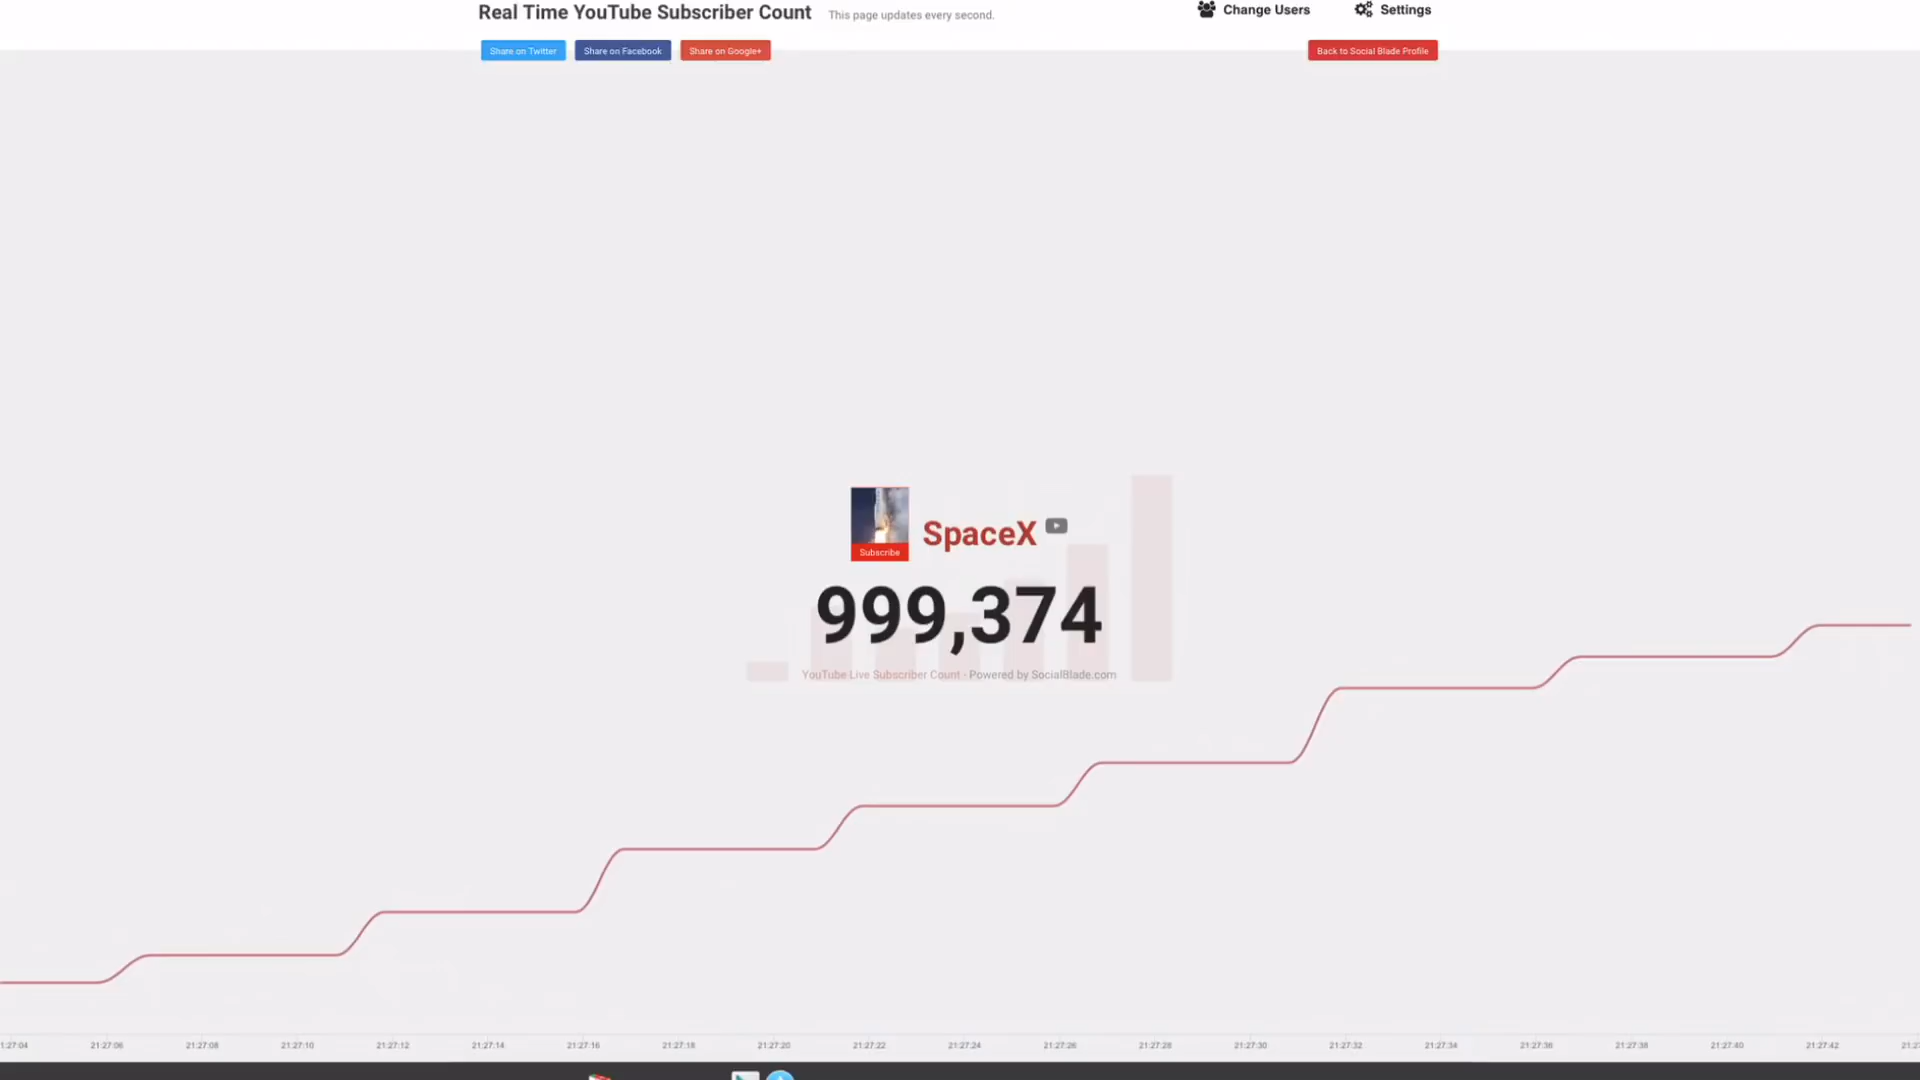 Real Time YouTube Subscriber Count This page updates every second.
Change Users Settings
Share on Twitter Share on Facebook Share on Google+
Back to Social Blade Profile
Subscribe
SpaceX
999,374
YouTube Live Subscriber Count - Powered by SocialBlade.com
1:27:04 21:27:06 21:27:08 21:27:10 21:27:12 21:27:14 21:27:16 21:27:18 21:27:20 21:27:22 21:27:24 21:27:26 21:27:28 21:27:30 21:27:32 21:27:34 21:27:36 21:27:38 21:27:40 21:27:42